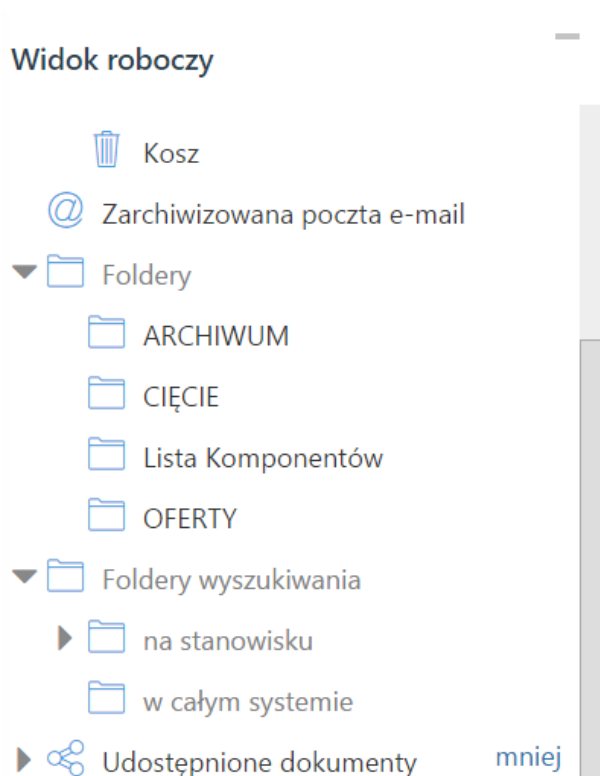 Widok roboczy
Kosz
Zarchiwizowana poczta e-mail
Foldery
ARCHIWUM
CIĘCIE
Lista Komponentów
OFERTY
Foldery wyszukiwania
na stanowisku
w całym systemie
Udostępnione dokumenty mniej